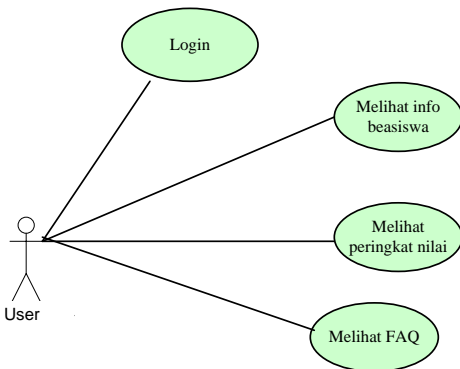 Login
Melihat info
beasiswa
Melihat
peringkat nilai
User
Melihat FAQ